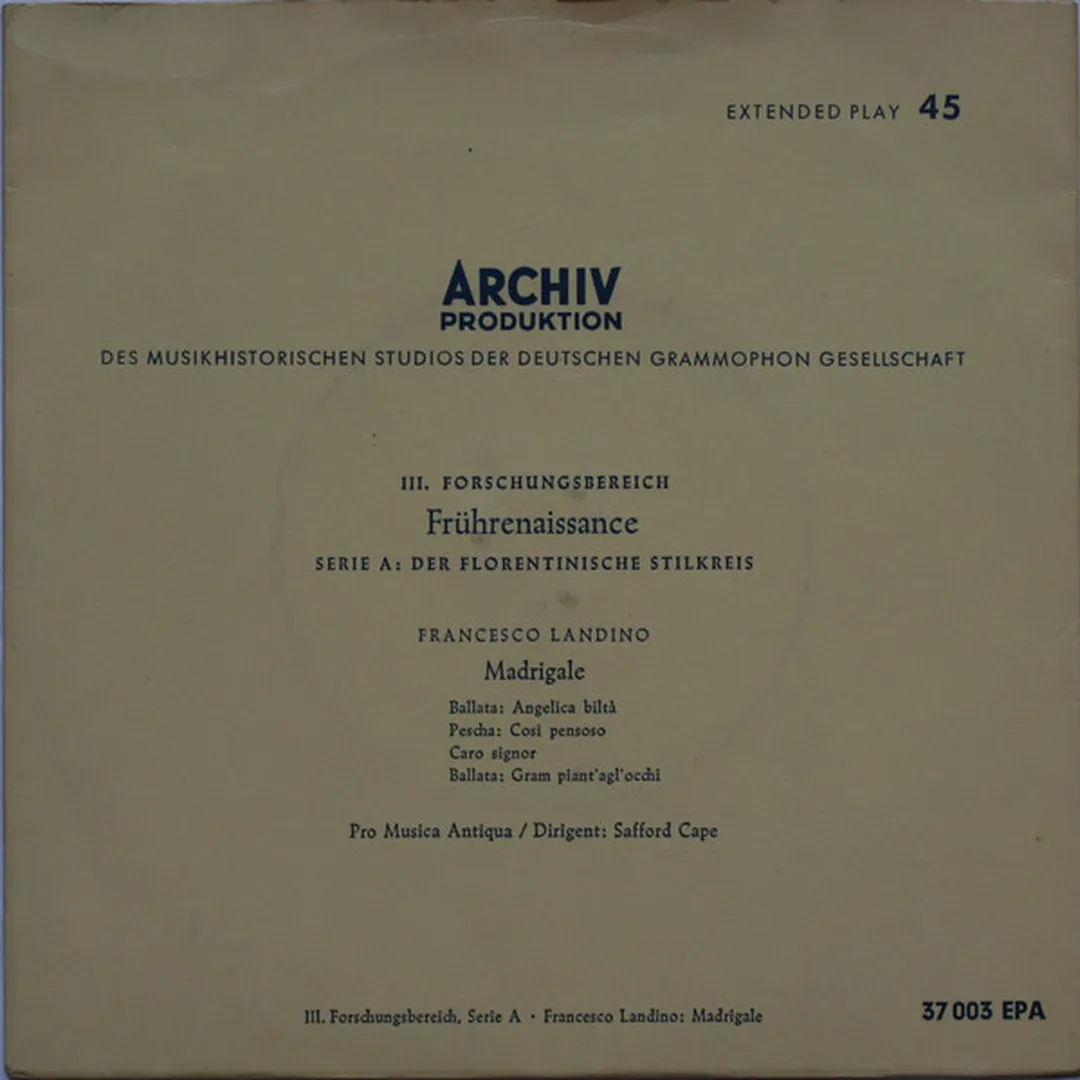 EXTENDED PLAY 45
ARCHIV
PRODUKTION
DES MUSIKHISTORISCHEN STUDIOS DER DEUTSCHEN GRAMMOPHON GESELLSCHAFT
III. FORSCHUNGSBEREICH
Frührenaissance
SERIE A: DER FLORENTINISCHE STILKREIS
FRANCESCO LANDINO
Madrigale
Ballata: Angelica biltà
Pescha: Cosi pensoso
Caro signor
Ballata: Gram piant'agl'occhi
Pro Musica Antiqua / Dirigent: Safford Cape
III. Forschungsbereich, Serie A · Francesco Landino: Madrigale
37 003 EPA